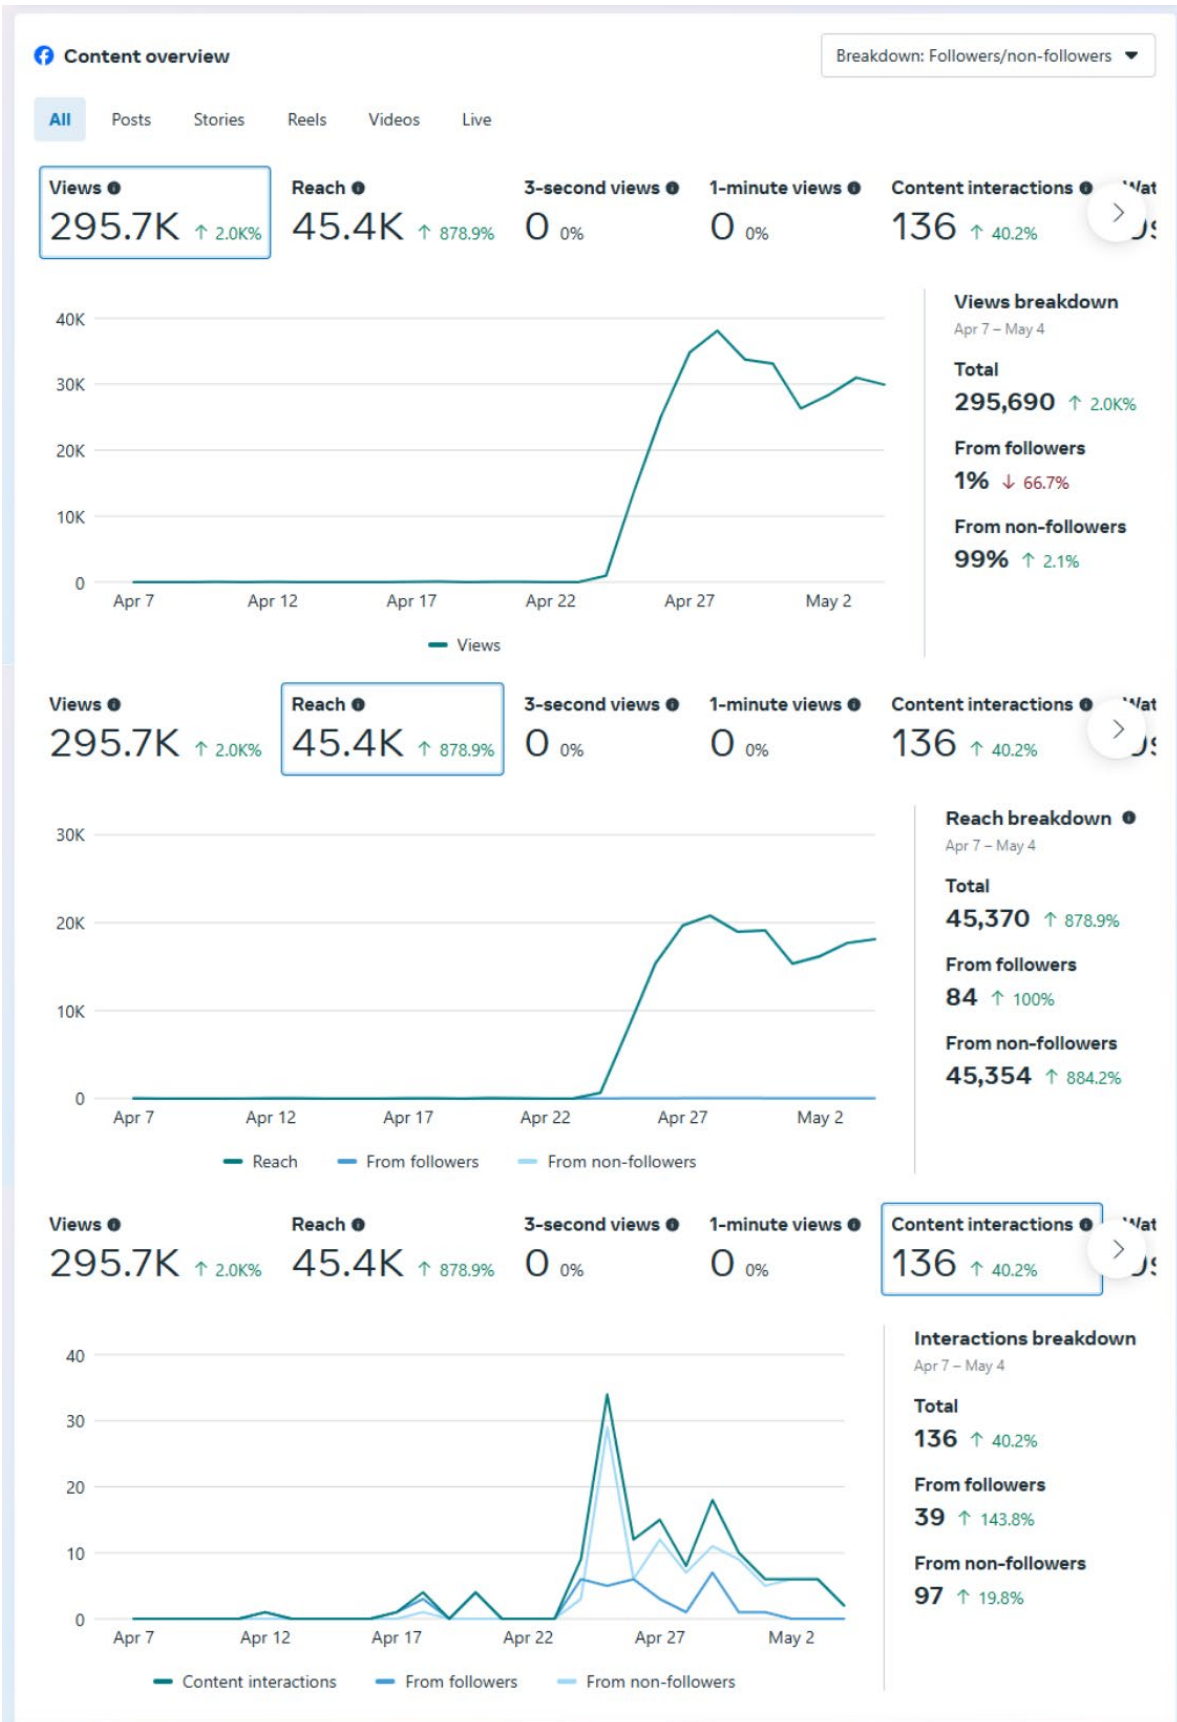 Content overview
Breakdown: Followers/non-followers
All Posts Stories Reels Videos Live
Views Reach 3-second views 1-minute views Content interactions Wat
295.7K ↑ 2.0K% 45.4K ↑ 878.9% 0 0% 0 0% 136 ↑ 40.2%
Views breakdown
Apr 7 – May 4
Total
295,690 ↑ 2.0K%
From followers
1% ↓ 66.7%
From non-followers
99% ↑ 2.1%
40K
30K
20K
10K
0
Apr 7 Apr 12 Apr 17 Apr 22 Apr 27 May 2
Views
Views Reach 3-second views 1-minute views Content interactions Wat
295.7K ↑ 2.0K% 45.4K ↑ 878.9% 0 0% 0 0% 136 ↑ 40.2%
Reach breakdown
Apr 7 – May 4
Total
45,370 ↑ 878.9%
From followers
84 ↑ 100%
From non-followers
45,354 ↑ 884.2%
30K
20K
10K
0
Apr 7 Apr 12 Apr 17 Apr 22 Apr 27 May 2
Reach From followers From non-followers
Views Reach 3-second views 1-minute views Content interactions Wat
295.7K ↑ 2.0K% 45.4K ↑ 878.9% 0 0% 0 0% 136 ↑ 40.2%
Interactions breakdown
Apr 7 – May 4
Total
136 ↑ 40.2%
From followers
39 ↑ 143.8%
From non-followers
97 ↑ 19.8%
40
30
20
10
0
Apr 7 Apr 12 Apr 17 Apr 22 Apr 27 May 2
Content interactions From followers From non-followers